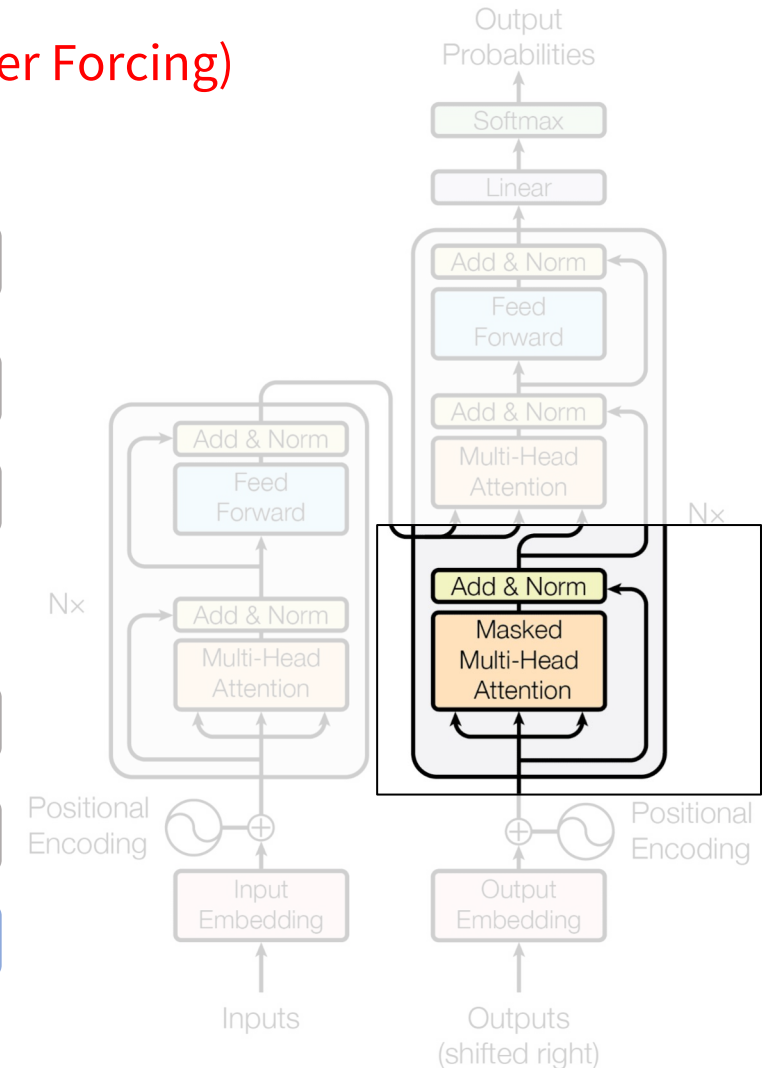 er Forcing)
Output
Probabilities
Softmax
Linear
Add & Norm
Feed
Forward
Add & Norm
Multi-Head
Attention
Nx
Add & Norm
Masked
Multi-Head
Attention
Add & Norm
Feed
Forward
Nx
Add & Norm
Multi-Head
Attention
Positional
Encoding
Positional
Encoding
Input
Embedding
Output
Embedding
Inputs
Outputs
(shifted right)